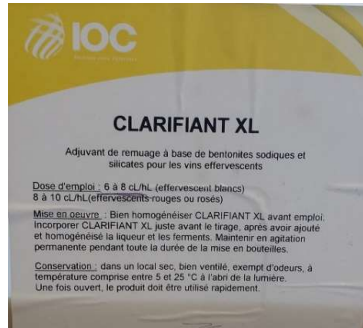 IOC
CLARIFIANT XL
Adjuvant de remuage à base de bentonites sodiques et
silicates pour les vins effervescents
Dose d'emploi : 6 à 8 cL/hL (effervescent blancs)
8 à 10 cL/hL(effervescents rouges ou rosés)
Mise en oeuvre : Bien homogénéiser CLARIFIANT XL avant emploi.
Incorporer CLARIFIANT XL juste avant le tirage, après avoir ajouté
et homogénéisé la liqueur et les ferments. Maintenir en agitation
permanente pendant toute la durée de la mise en bouteilles.
Conservation : dans un local sec, bien ventilé, exempt d'odeurs, à
température comprise entre 5 et 25 °C à l'abri de la lumière.
Une fois ouvert, le produit doit être utilisé rapidement.